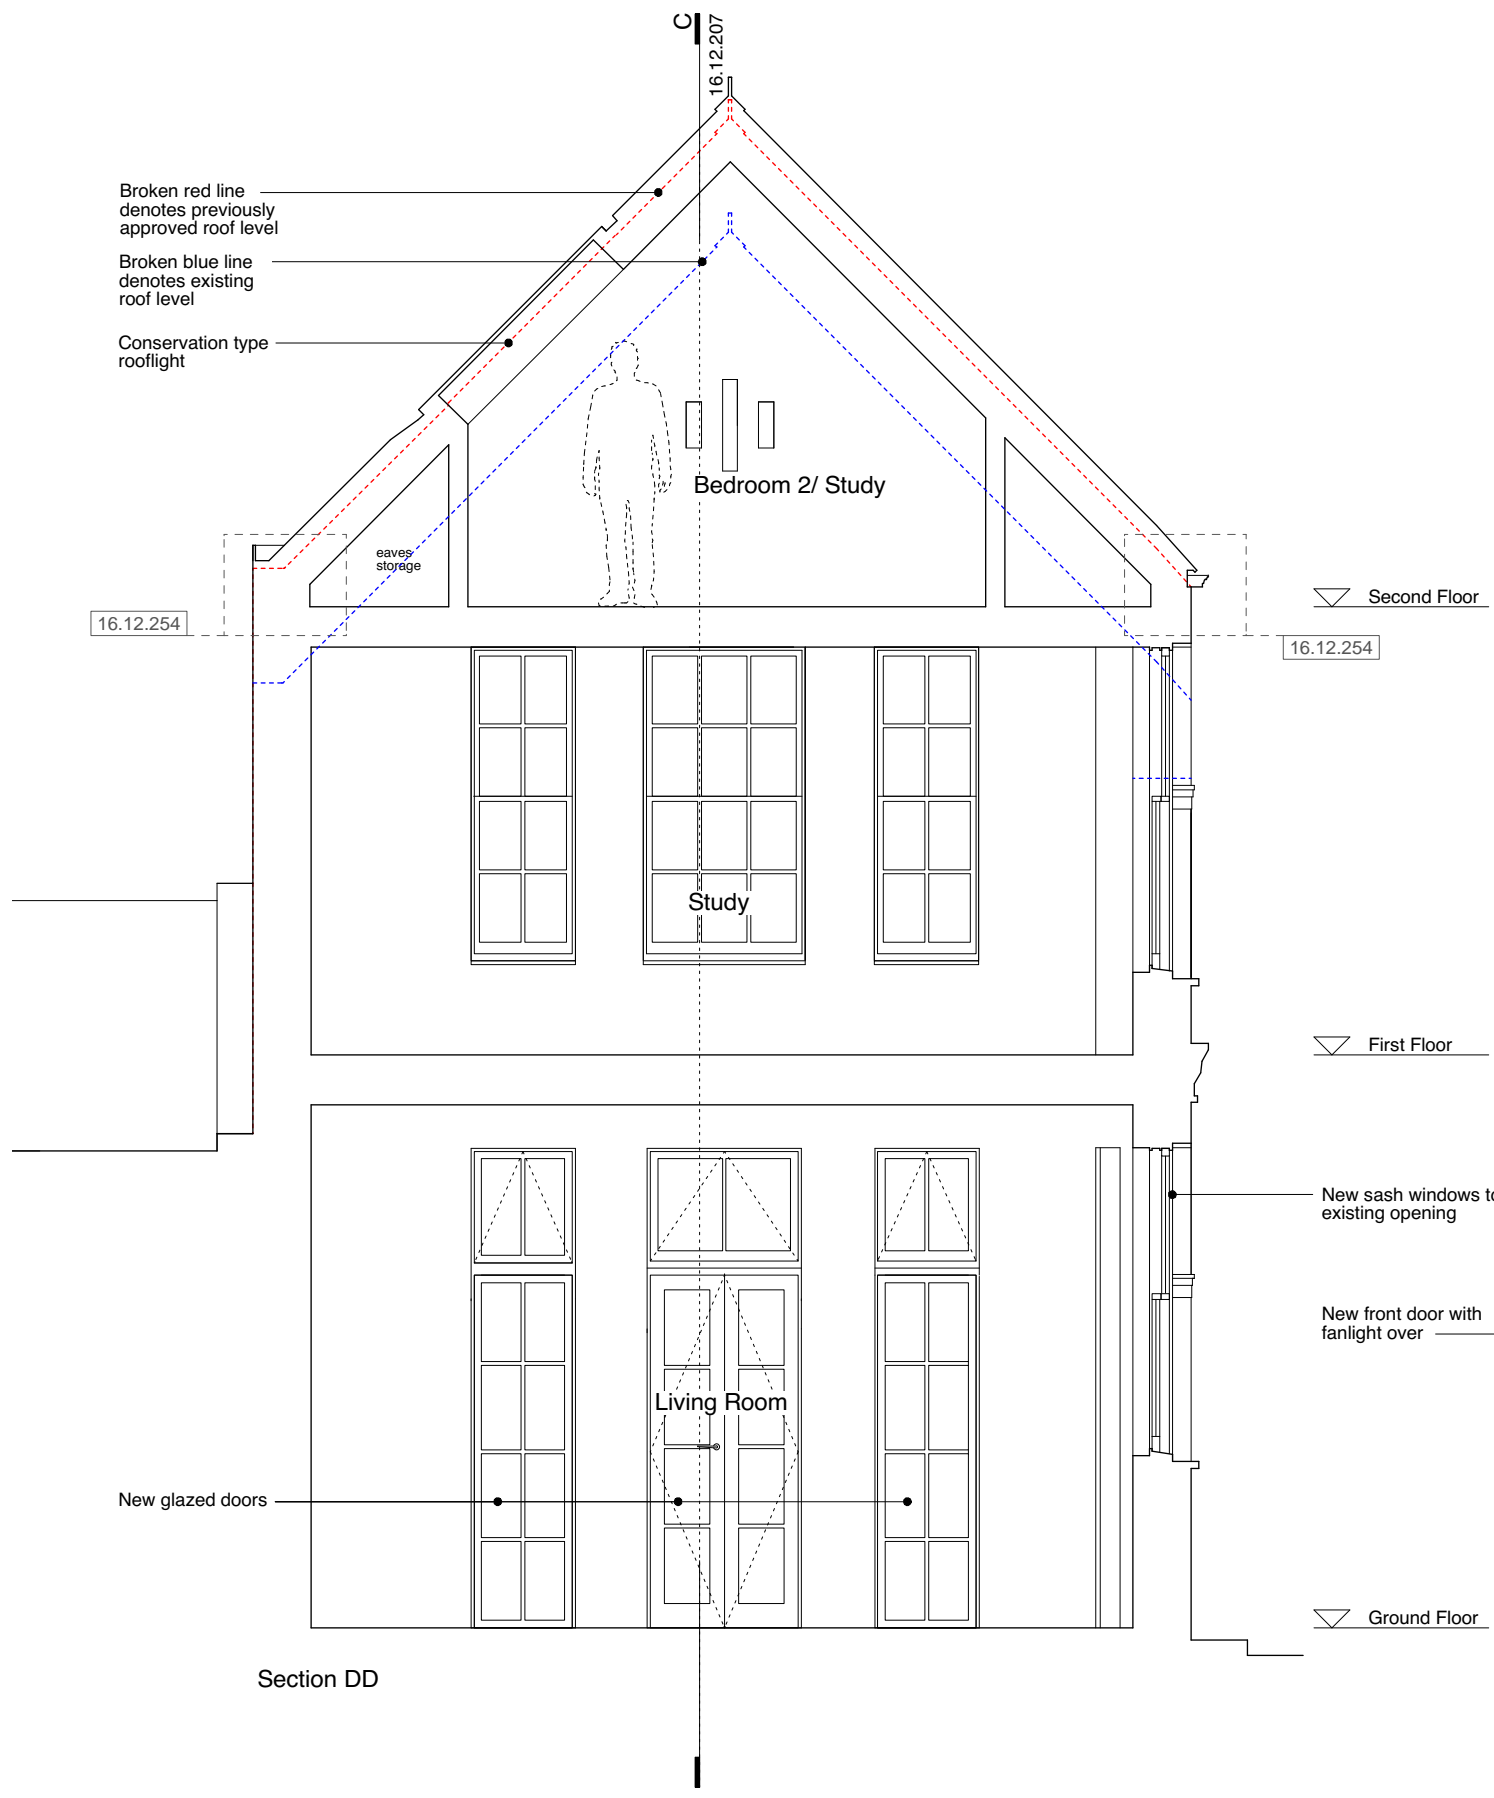 C
16.12.207
Broken red line
denotes previously
approved roof level
Broken blue line
denotes existing
roof level
Conservation type
rooflight
Bedroom 2/ Study
eaves
storage
16.12.254
Second Floor
16.12.254
Study
First Floor
New sash windows to
existing opening
New front door with
fanlight over
Living Room
New glazed doors
Ground Floor
Section DD